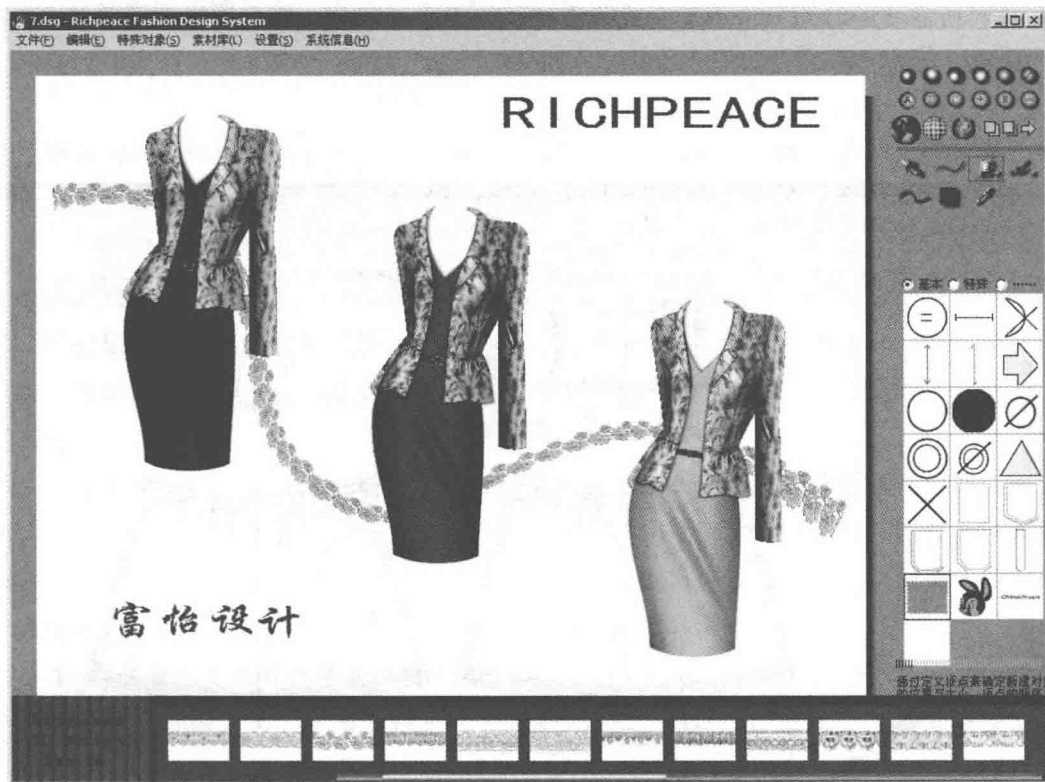 7.dsg - Richpeace Fashion Design System
文件(F) 编辑(E) 特殊对象(S) 素材库(L) 设置(S) 系统信息(H)
RICHPEACE
基本 特殊 ······
富怡设计